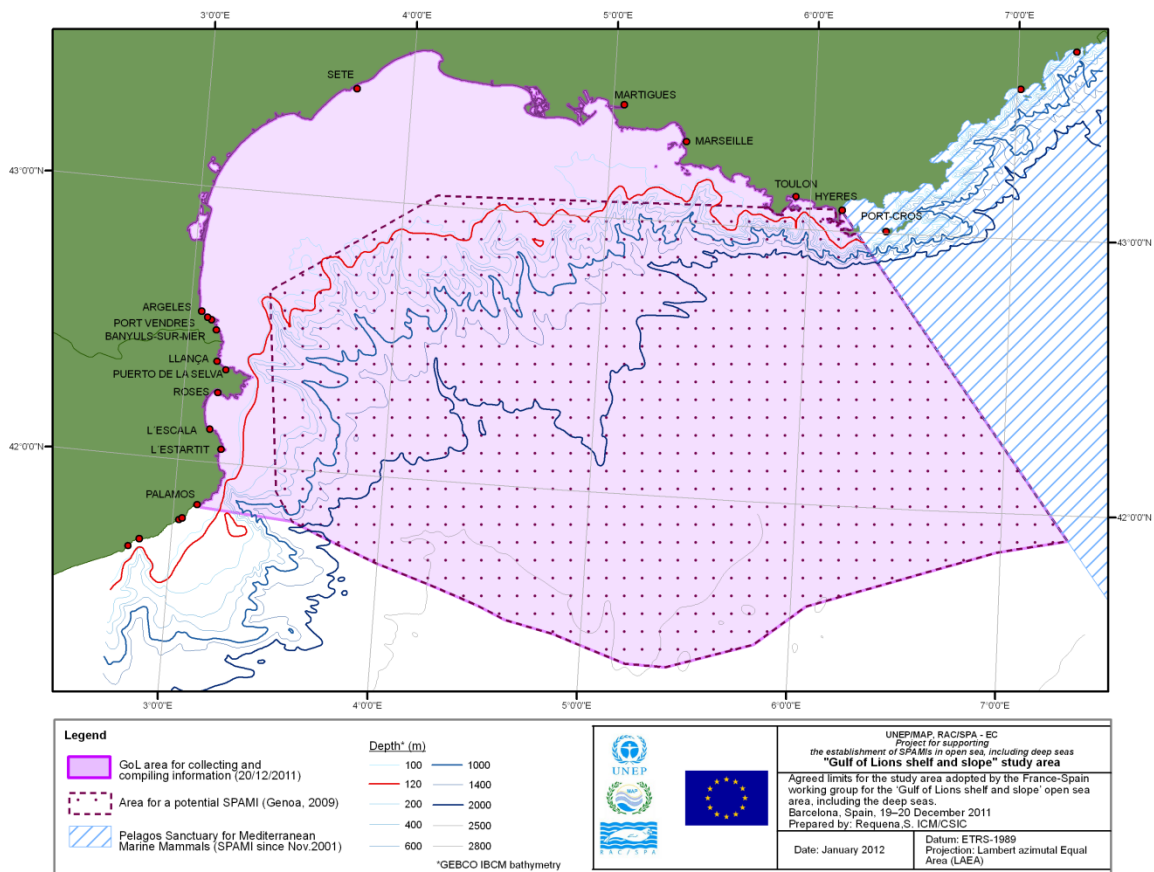 3°0'0"E 4°0'0"E 5°0'0"E 6°0'0"E 7°0'0"E
SETE
MARTIGUES
MARSEILLE
43°0'0"N
TOULON
HYERES
PORT-CROS
43°0'0"N
ARGELES
PORT VENDRES
BANYULS-SUR-MER
LLANÇA
PUERTO DE LA SELVA
ROSES
L'ESCALA
42°0'0"N
L'ESTARTIT
PALAMOS
42°0'0"N
3°0'0"E 4°0'0"E 5°0'0"E 6°0'0"E 7°0'0"E
Legend
GoL area for collecting and
compiling information (20/12/2011)
Area for a potential SPAMI (Genoa, 2009)
Pelagos Sanctuary for Mediterranean
Marine Mammals (SPAMI since Nov.2001)
Depth* (m)
100 1000
120 1400
200 2000
400 2500
600 2800
*GEBCO IBCM bathymetry
UNEP
MAP
RAC/SPA
UNEP/MAP, RAC/SPA - EC
Project for supporting
the establishment of SPAMIs in open sea, including deep seas
"Gulf of Lions shelf and slope" study area
Agreed limits for the study area adopted by the France-Spain
working group for the 'Gulf of Lions shelf and slope' open sea
area, including the deep seas.
Barcelona, Spain, 19–20 December 2011
Prepared by: Requena,S. ICM/CSIC
Date: January 2012
Datum: ETRS-1989
Projection: Lambert azimutal Equal
Area (LAEA)